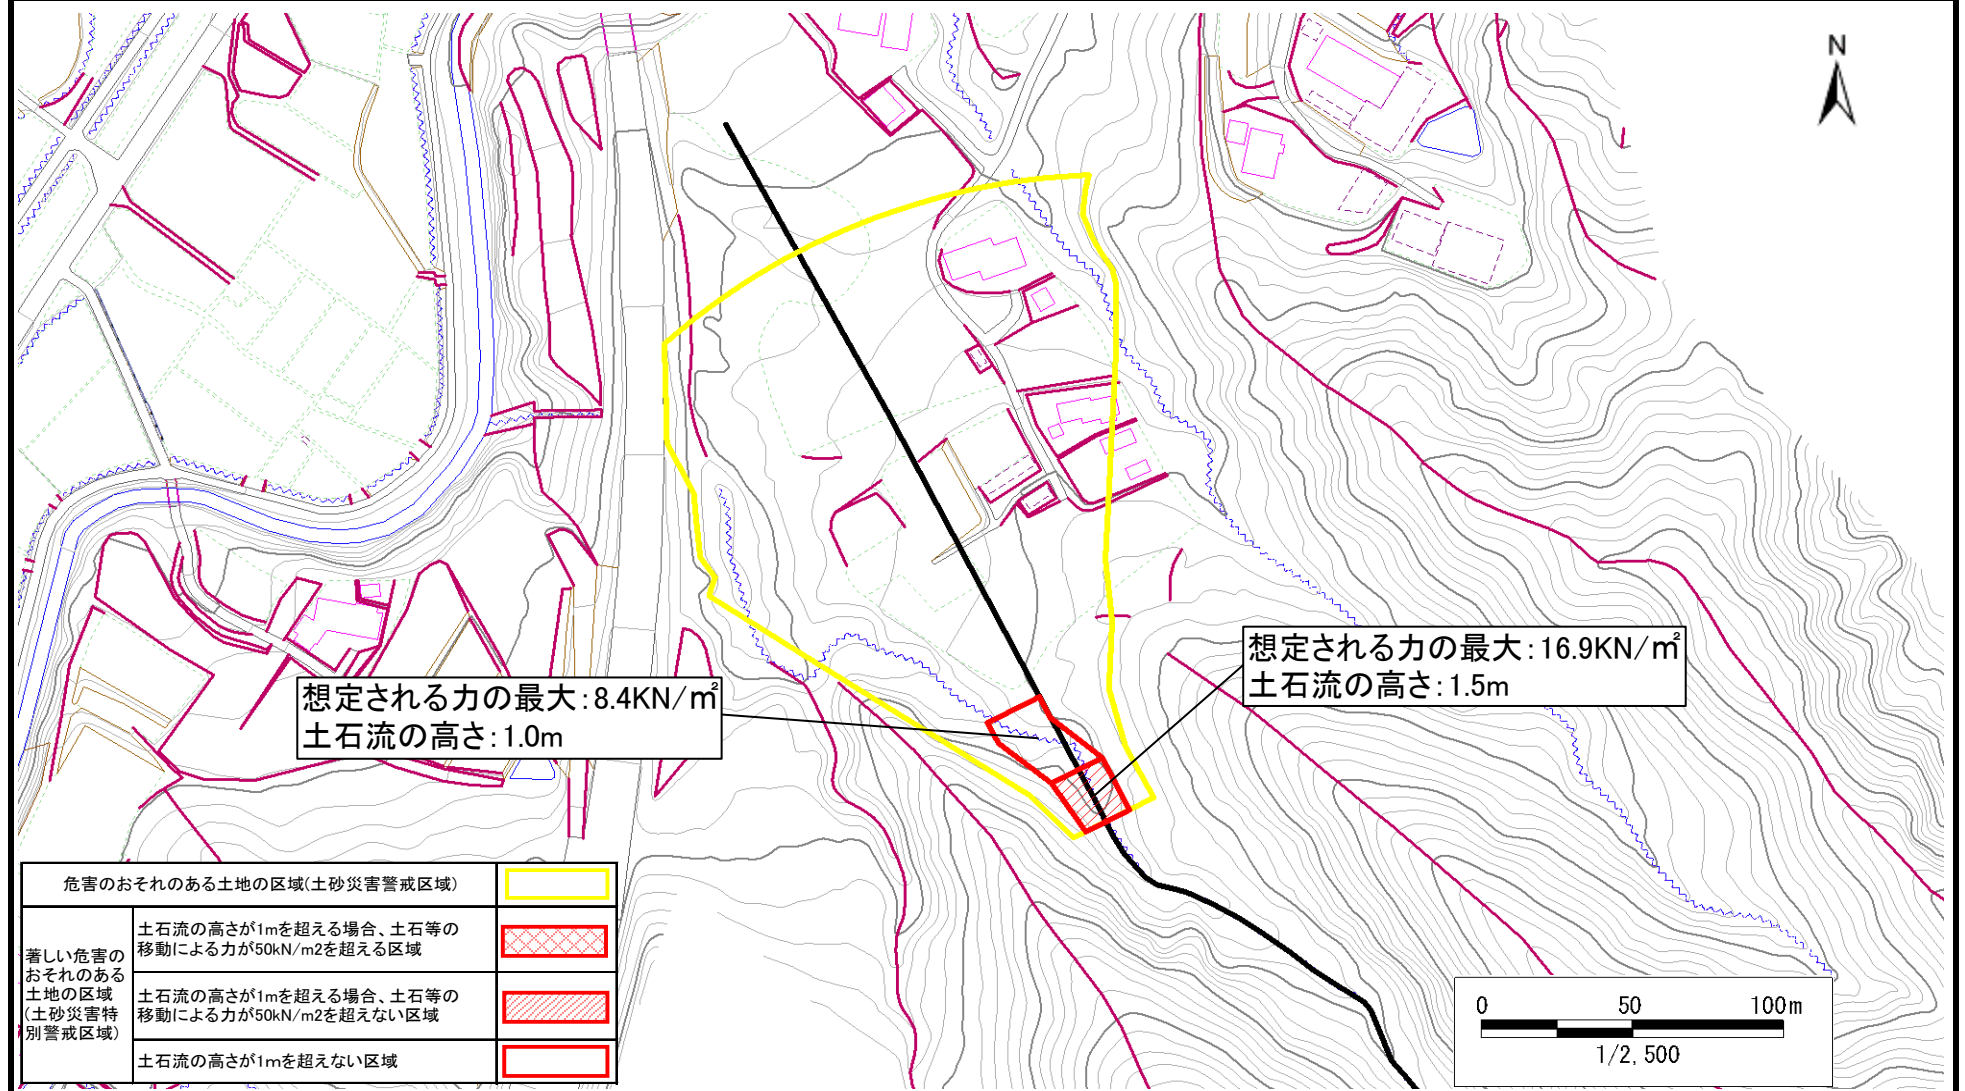 N
想定される力の最大:16.9KN/㎡
土石流の高さ:1.5m
想定される力の最大:8.4KN/㎡
土石流の高さ:1.0m
危害のおそれのある土地の区域(土砂災害警戒区域)
著しい危害の
おそれのある
土地の区域
(土砂災害特
別警戒区域)
土石流の高さが1mを超える場合、土石等の
移動による力が50kN/m2を超える区域
土石流の高さが1mを超える場合、土石等の
移動による力が50kN/m2を超えない区域
土石流の高さが1mを超えない区域
0 50 100m
1/2,500